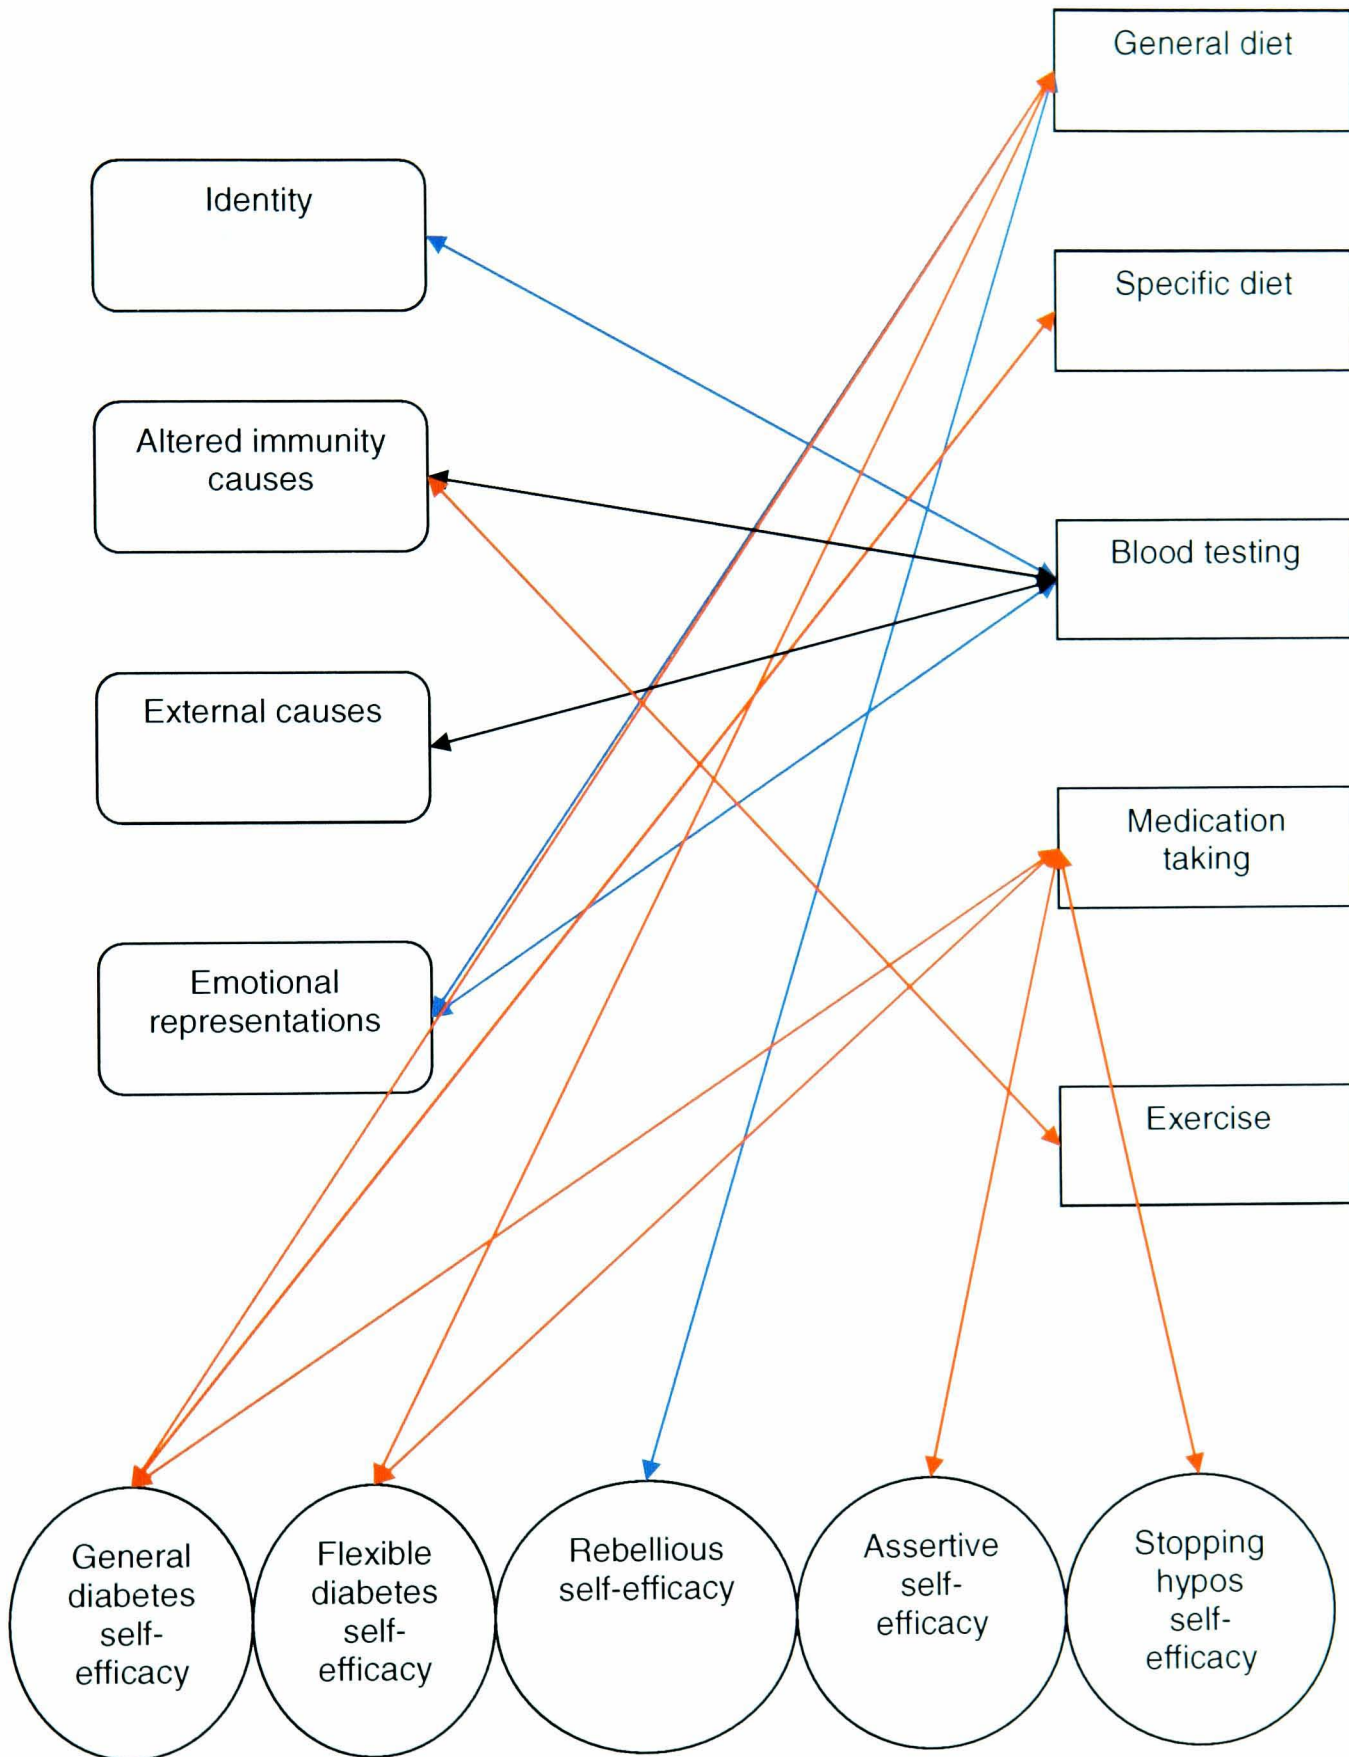 General diet
Identity
Specific diet
Altered immunity
causes
Blood testing
External causes
Medication
taking
Emotional
representations
Exercise
General
diabetes
self-
efficacy
Flexible
diabetes
self-
efficacy
Rebellious
self-efficacy
Assertive
self-
efficacy
Stopping
hypos
self-
efficacy